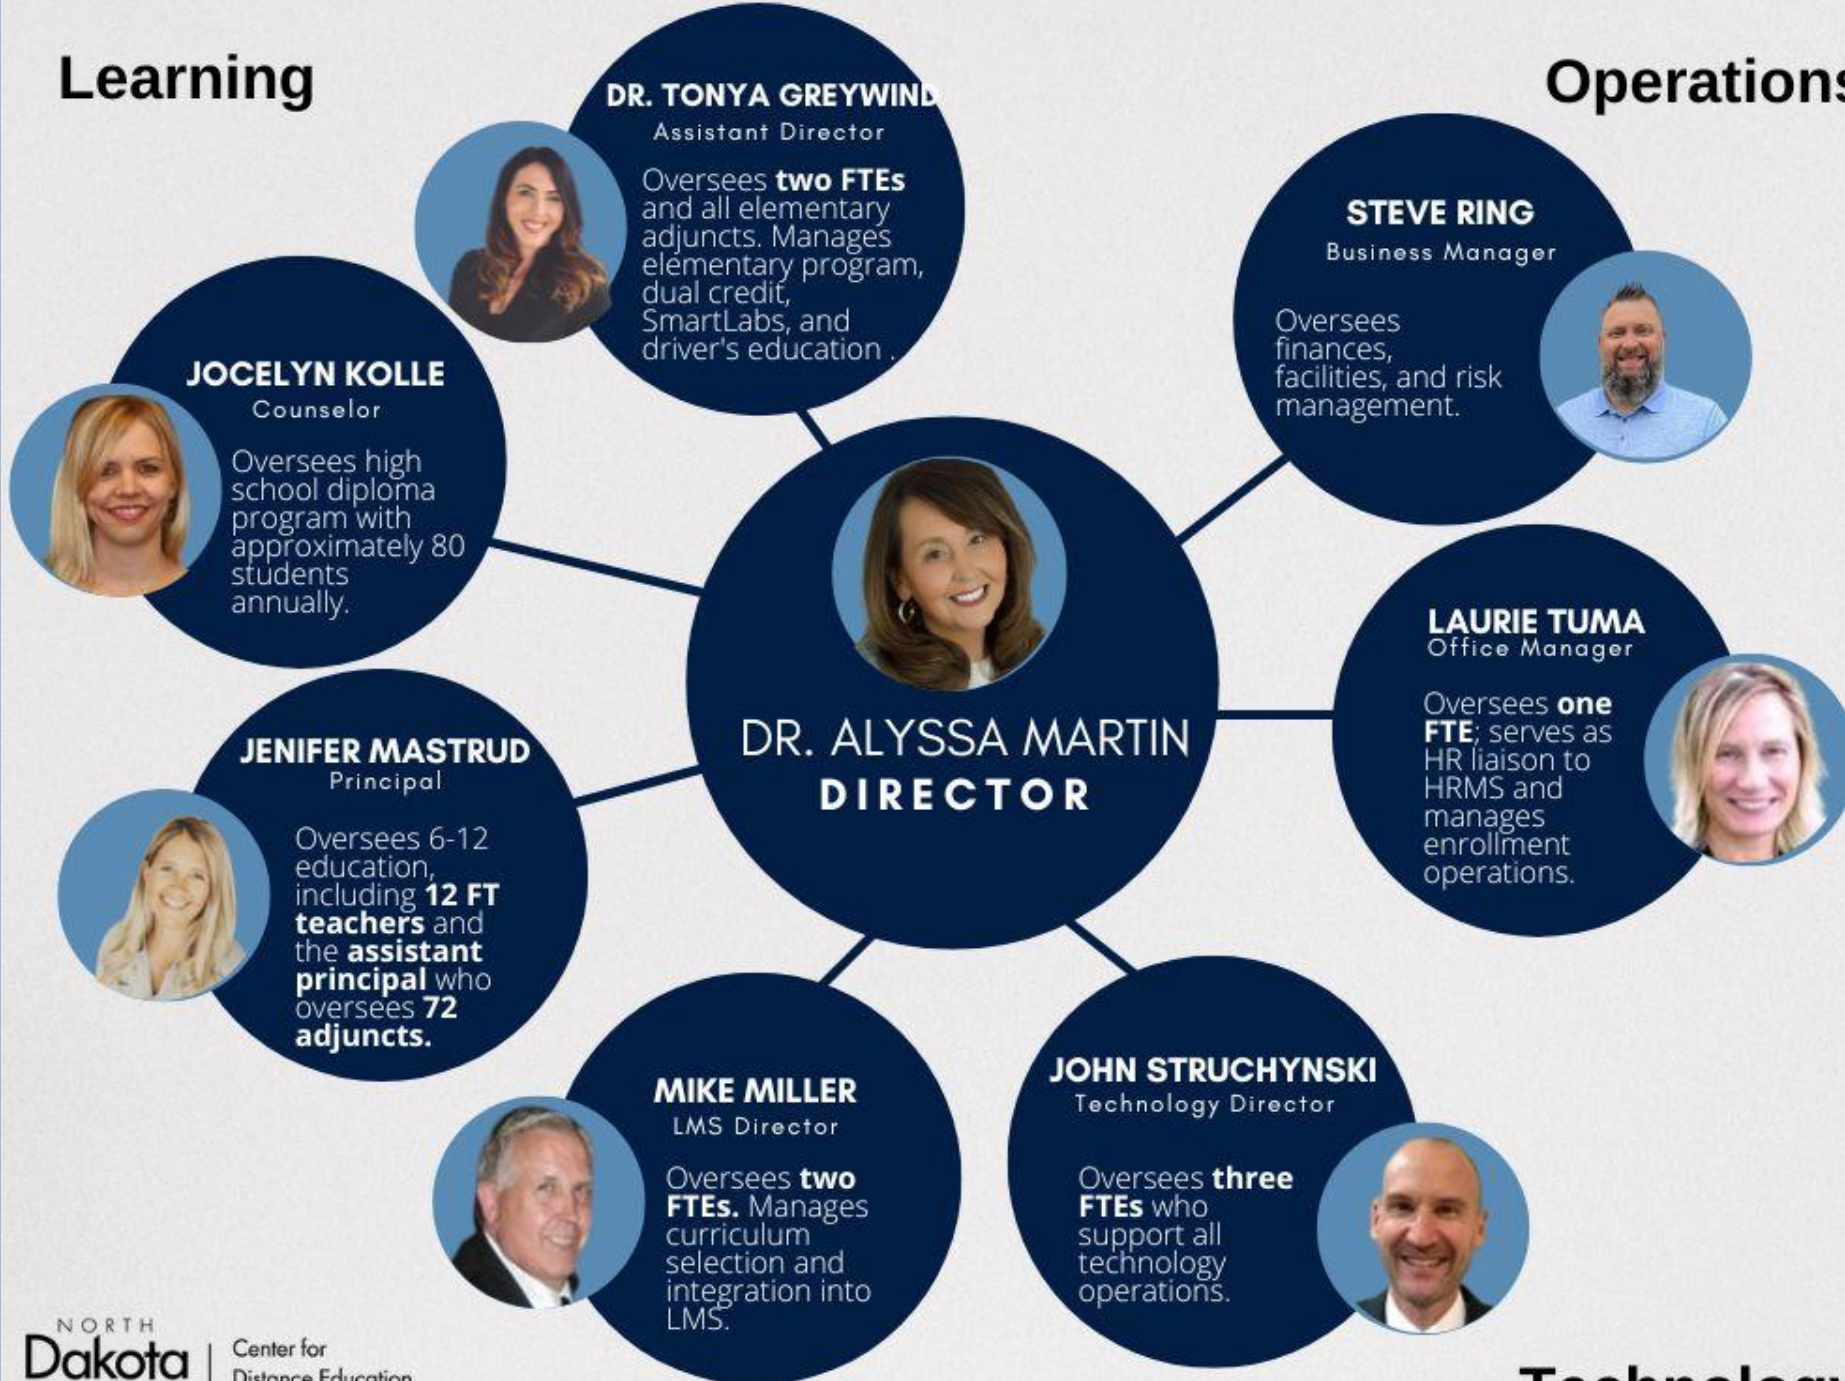 Learning
Operations
DR. TONYA GREYWIND
Assistant Director
Oversees two FTEs
and all elementary
adjuncts. Manages
elementary program,
dual credit,
SmartLabs, and
driver's education .
STEVE RING
Business Manager
Oversees
finances,
facilities, and risk
management.
JOCELYN KOLLE
Counselor
Oversees high
school diploma
program with
approximately 80
students
annually.
LAURIE TUMA
Office Manager
Oversees one
FTE; serves as
HR liaison to
HRMS and
manages
enrollment
operations.
DR. ALYSSA MARTIN
DIRECTOR
JENIFER MASTRUD
Principal
Oversees 6-12
education,
including 12 FT
teachers and
the assistant
principal who
oversees 72
adjuncts.
MIKE MILLER
LMS Director
Oversees two
FTEs. Manages
curriculum
selection and
integration into
LMS.
JOHN STRUCHYNSKI
Technology Director
Oversees three
FTEs who
support all
technology
operations.
NORTH
Dakota
Center for
Distance Education
Technology